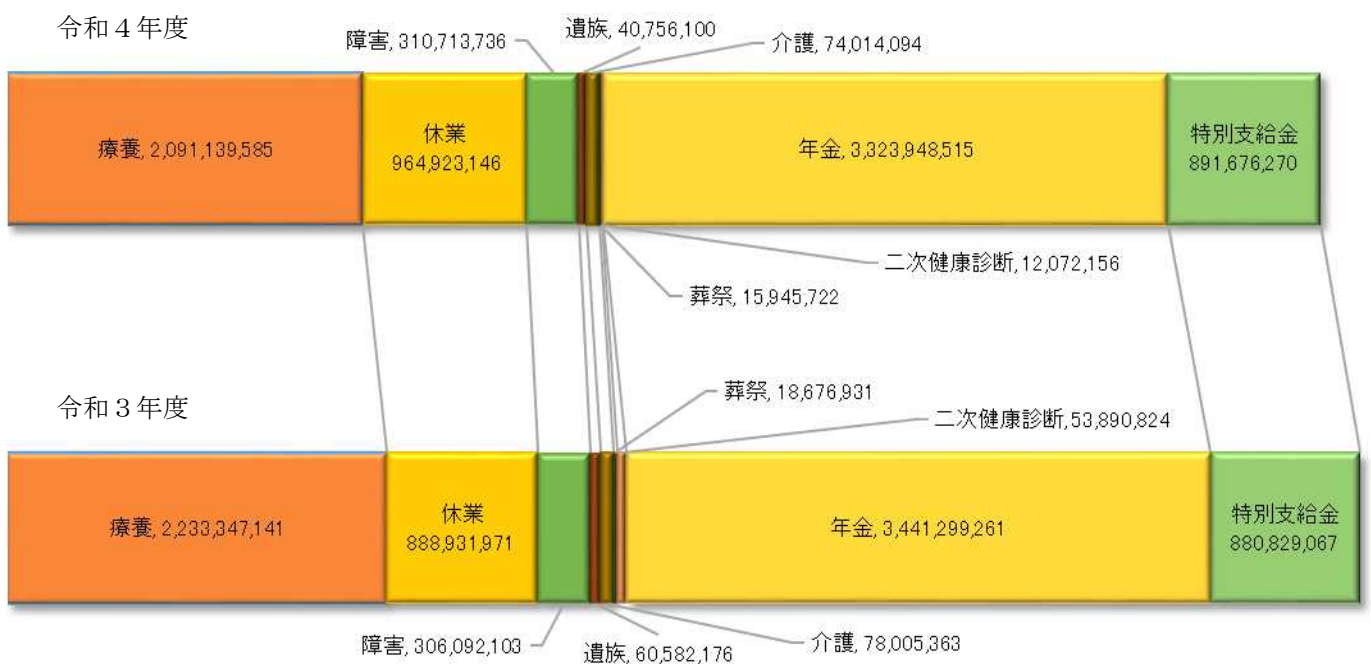 令和４年度
障害, 310,713,736
遺族, 40,756,100
介護, 74,014,094
療養, 2,091,139,585
休業
964,923,146
年金, 3,323,948,515
特別支給金
891,676,270
二次健康診断,12,072,156
葬祭, 15,945,722
令和３年度
葬祭, 18,676,931
二次健康診断,53,890,824
療養, 2,233,347,141
休業
888,931,971
年金, 3,441,299,261
特別支給金
880,829,067
障害, 306,092,103
遺族, 60,582,176
介護, 78,005,363